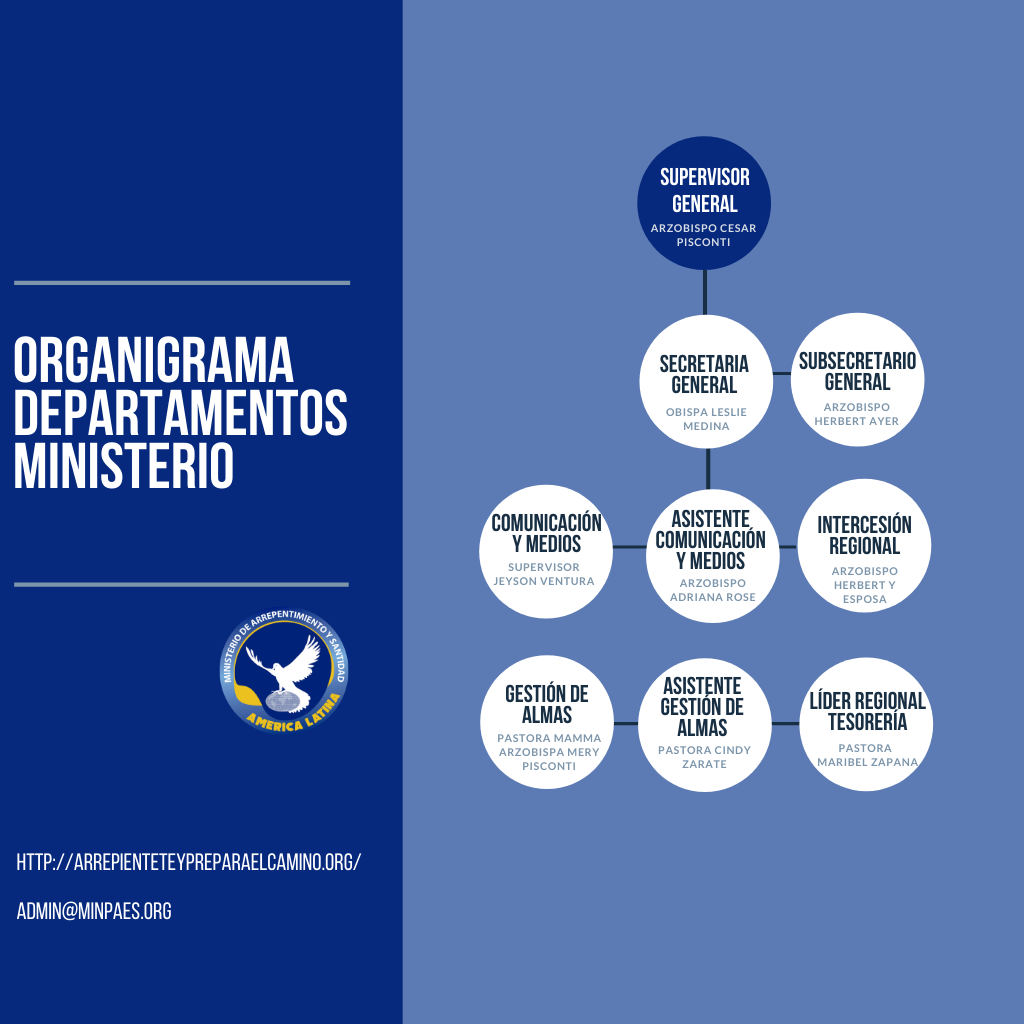 ORGANIGRAMA
DEPARTAMENTOS
MINISTERIO
MINISTERIO DE ARREPENTIMIENTO Y SANTIDAD
AMERICA LATINA
HTTP://ARREPIENTETEYPREPARAELCAMINO.ORG/
ADMIN@MINPAES.ORG
SUPERVISOR
GENERAL
ARZOBISPO CESAR
PISCONTI
SECRETARIA
GENERAL
OBISPA LESLIE
MEDINA
SUBSECRETARIO
GENERAL
ARZOBISPO
HERBERT AYER
COMUNICACIÓN
Y MEDIOS
SUPERVISOR
JEYSON VENTURA
ASISTENTE
COMUNICACIÓN
Y MEDIOS
ARZOBISPO
ADRIANA ROSE
INTERCESIÓN
REGIONAL
ARZOBISPO
HERBERT Y
ESPOSA
GESTIÓN DE
ALMAS
PASTORA MAMMA
ARZOBISPA MERY
PISCONTI
ASISTENTE
GESTIÓN DE
ALMAS
PASTORA CINDY
ZARATE
LÍDER REGIONAL
TESORERÍA
PASTORA
MARIBEL ZAPANA